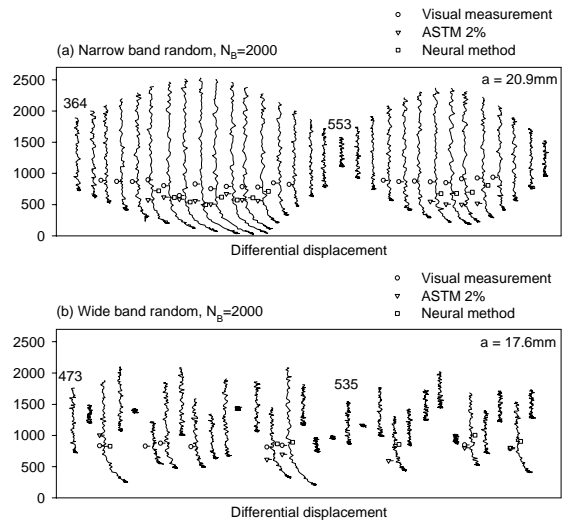 Visual measurement
ASTM 2%
Neural method
(a) Narrow band random, N_B=2000
a = 20.9mm
364
553
2500
2000
1500
1000
500
0
Differential displacement
Visual measurement
ASTM 2%
Neural method
(b) Wide band random, N_B=2000
a = 17.6mm
473
535
2500
2000
1500
1000
500
0
Differential displacement